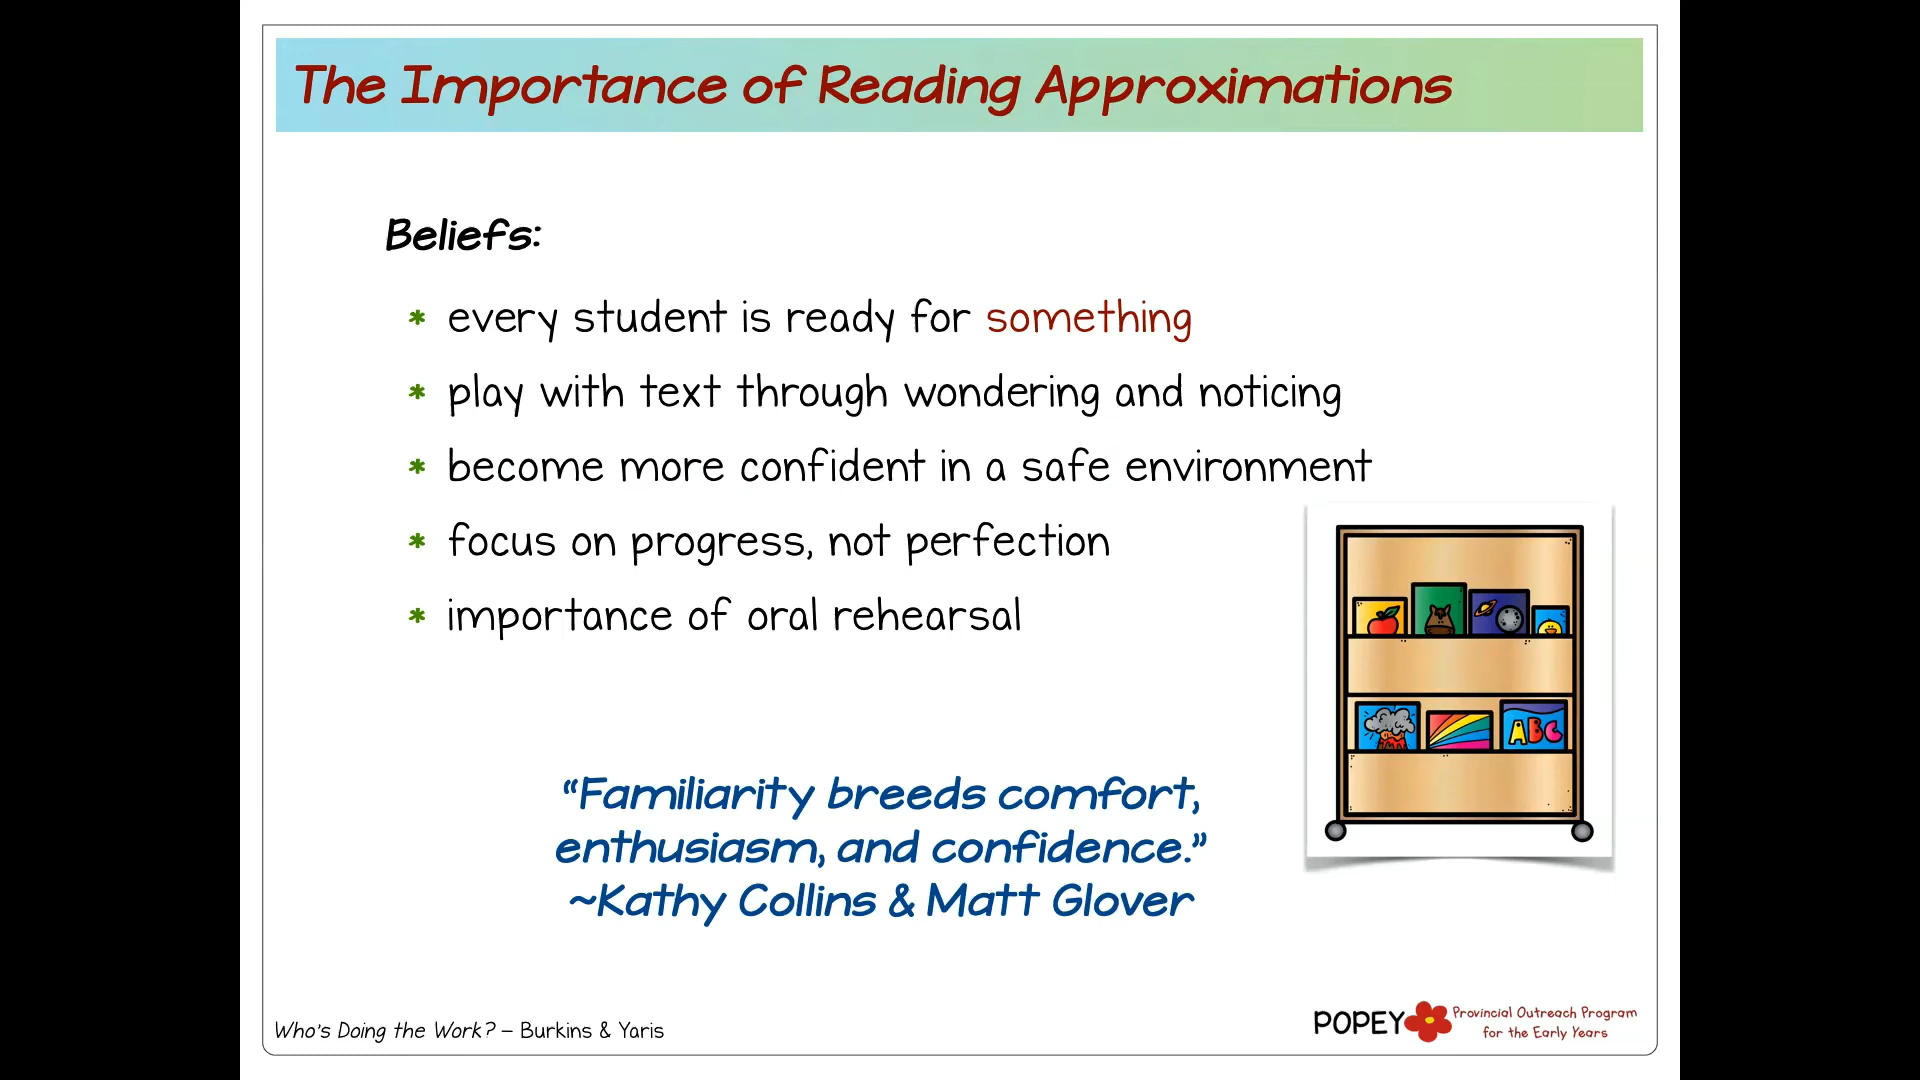 The Importance of Reading Approximations
Beliefs:
* every student is ready for something
* play with text through wondering and noticing
* become more confident in a safe environment
* focus on progress, not perfection
* importance of oral rehearsal
ABC
“Familiarity breeds comfort,
enthusiasm, and confidence.”
~Kathy Collins & Matt Glover
Who's Doing the Work? – Burkins & Yaris
POPEY Provincial Outreach Program
for the Early Years